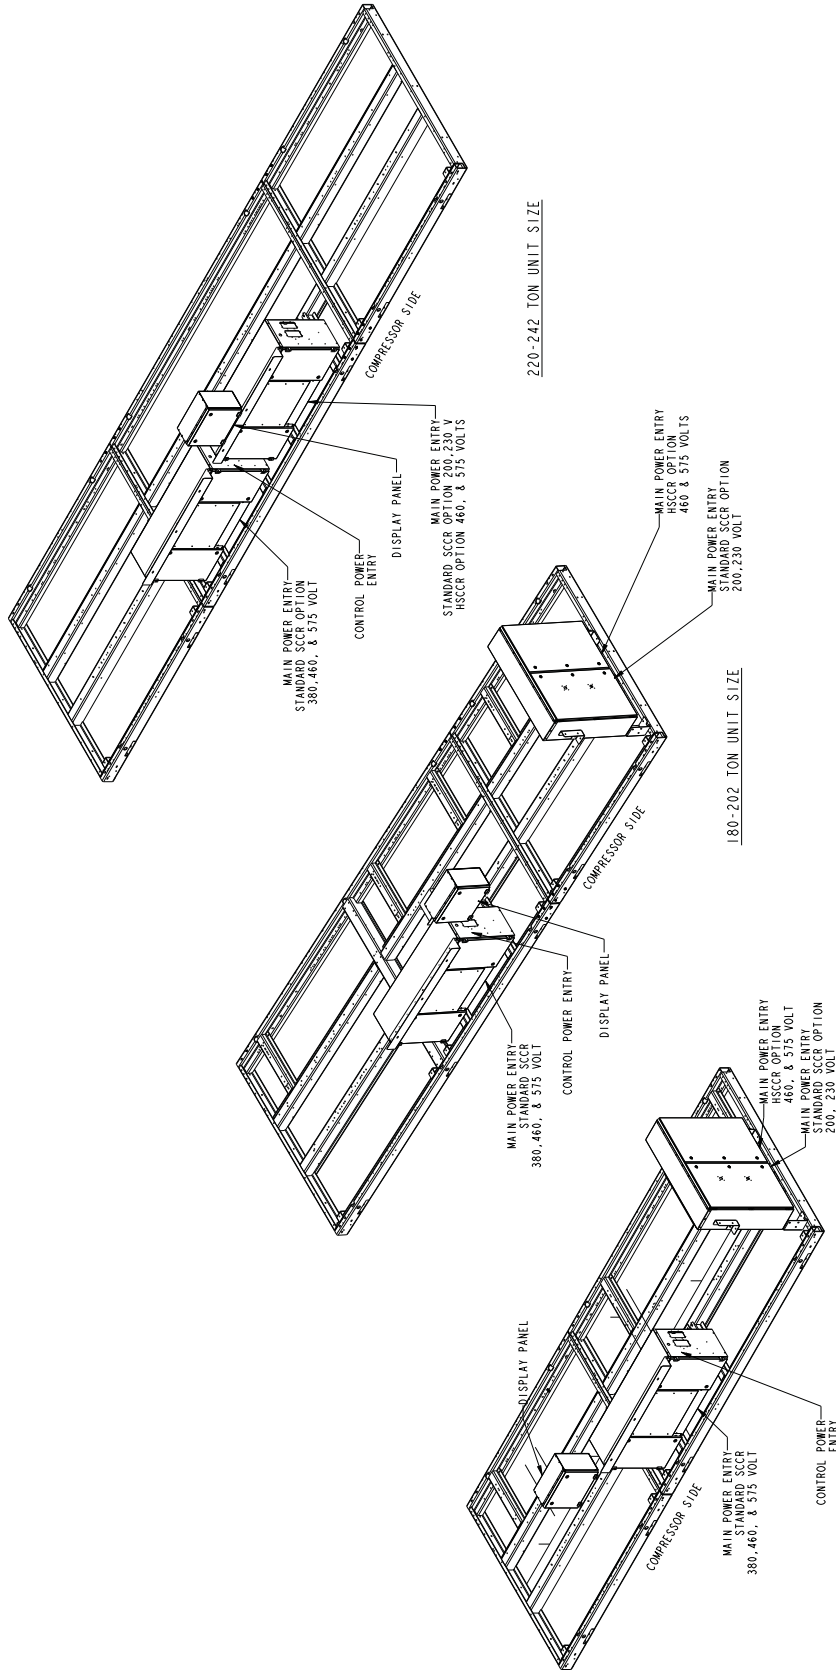 MAIN POWER ENTRY
STANDARD SCCR OPTION
380,460, & 575 VOLT
CONTROL POWER
ENTRY
DISPLAY PANEL
MAIN POWER ENTRY
STANDARD SCCR OPTION 200,230 V
HSCCR OPTION 460, & 575 VOLTS
COMPRESSOR SIDE
220-242 TON UNIT SIZE
MAIN POWER ENTRY
STANDARD SCCR
380,460, & 575 VOLT
CONTROL POWER ENTRY
DISPLAY PANEL
COMPRESSOR SIDE
MAIN POWER ENTRY
HSCCR OPTION
460 & 575 VOLTS
MAIN POWER ENTRY
STANDARD SCCR OPTION
200,230 VOLT
180-202 TON UNIT SIZE
DISPLAY PANEL
COMPRESSOR SIDE
MAIN POWER ENTRY
STANDARD SCCR
380,460, & 575 VOLT
CONTROL POWER
ENTRY
MAIN POWER ENTRY
HSCCR OPTION
460, & 575 VOLT
MAIN POWER ENTRY
STANDARD SCCR OPTION
200, 230 VOLT